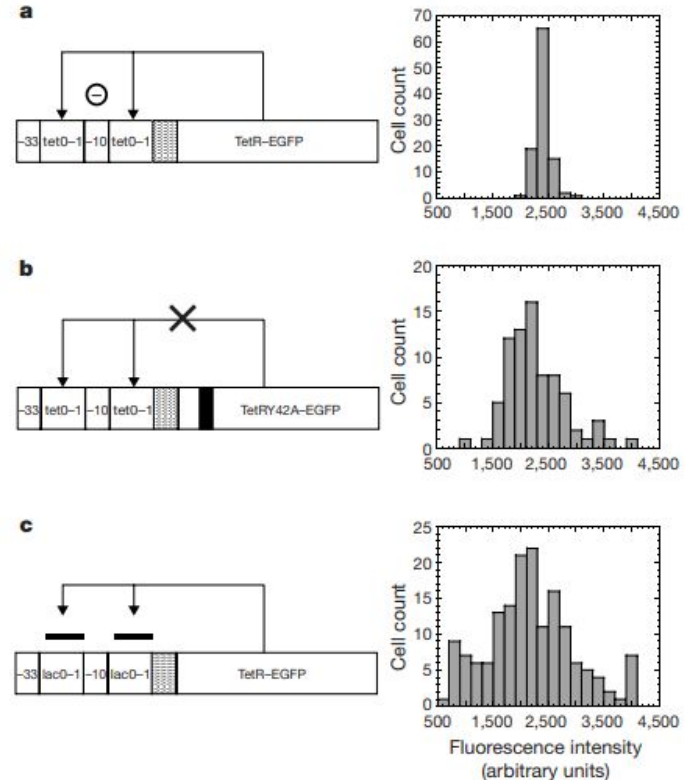 a
−33 tet0–1 −10 tet0–1 TetR–EGFP
−
Cell count
70
60
50
40
30
20
10
0
500 1,500 2,500 3,500 4,500
b
−33 tet0–1 −10 tet0–1 TetRY42A–EGFP
Cell count
20
15
10
5
0
500 1,500 2,500 3,500 4,500
c
−33 lac0–1 −10 lac0–1 TetR–EGFP
Cell count
25
20
15
10
5
0
500 1,500 2,500 3,500 4,500
Fluorescence intensity
(arbitrary units)